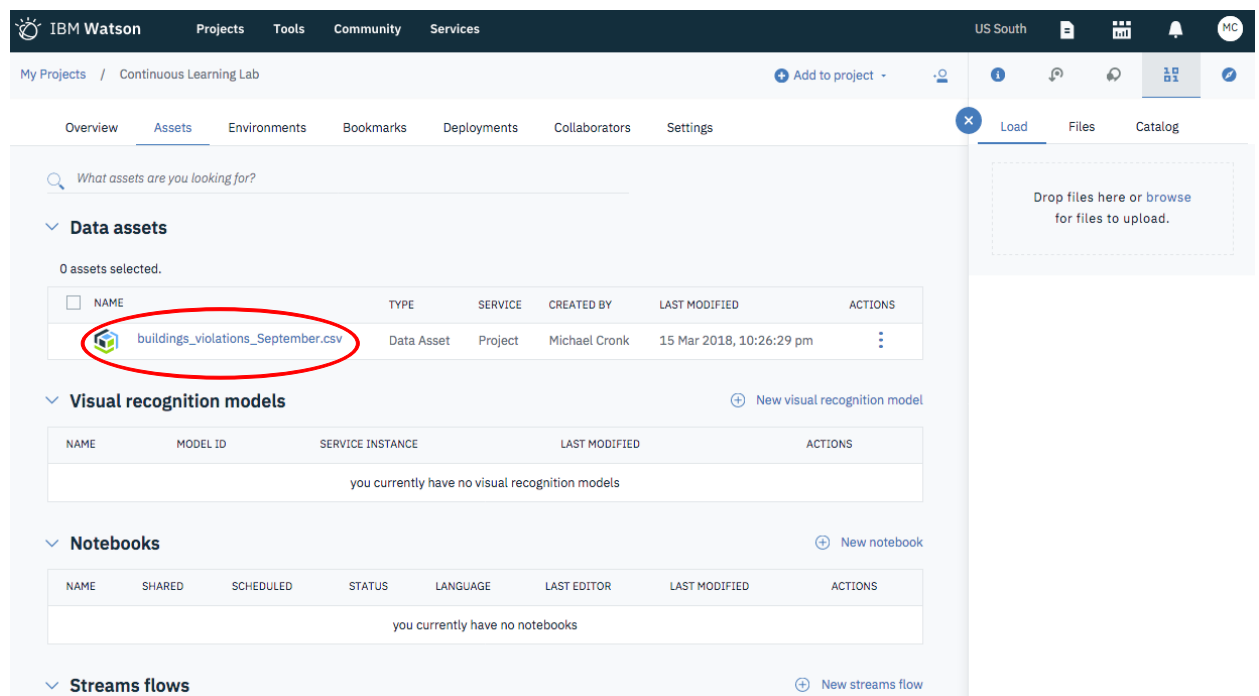 IBM Watson Projects Tools Community Services US South MC
My Projects / Continuous Learning Lab Add to project
Overview Assets Environments Bookmarks Deployments Collaborators Settings
Load Files Catalog
What assets are you looking for?
Drop files here or browse
for files to upload.
Data assets
0 assets selected.
NAME TYPE SERVICE CREATED BY LAST MODIFIED ACTIONS
buildings_violations_September.csv Data Asset Project Michael Cronk 15 Mar 2018, 10:26:29 pm
Visual recognition models New visual recognition model
NAME MODEL ID SERVICE INSTANCE LAST MODIFIED ACTIONS
you currently have no visual recognition models
Notebooks New notebook
NAME SHARED SCHEDULED STATUS LANGUAGE LAST EDITOR LAST MODIFIED ACTIONS
you currently have no notebooks
Streams flows New streams flow